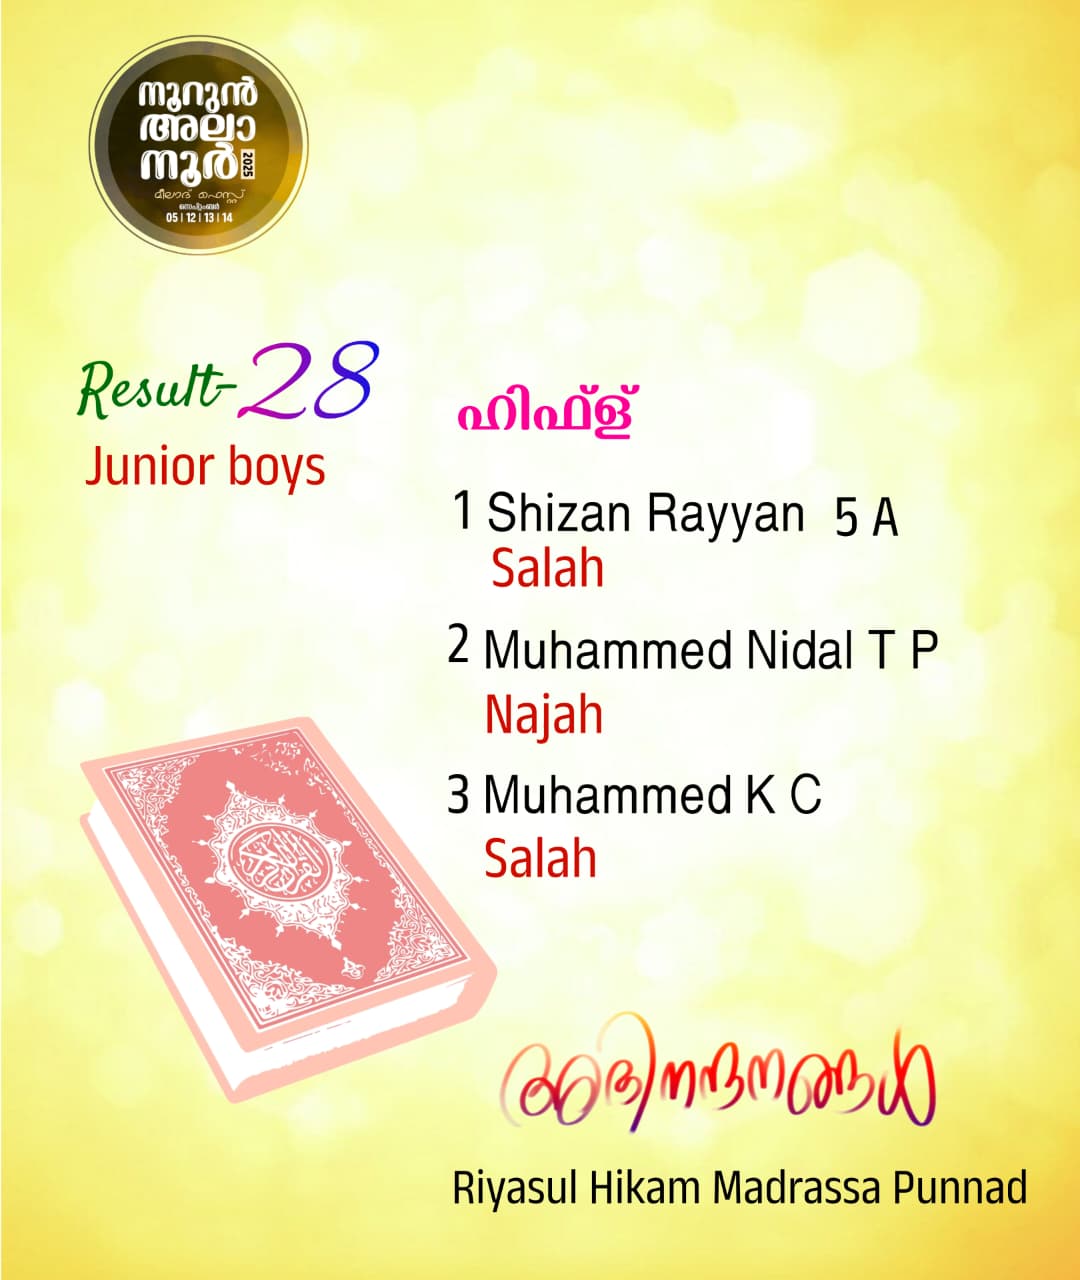 നൂറുൻ
അലാ
നൂർ 2025
മീലാദ് ഫെസ്റ്റ്
സെപ്റ്റംബർ
05 | 12 | 13 | 14
Result-28
Junior boys
ഹിഫ്ള്
1 Shizan Rayyan 5 A
Salah
2 Muhammed Nidal T P
Najah
3 Muhammed K C
Salah
അഭിനന്ദനങ്ങൾ
Riyasul Hikam Madrassa Punnad